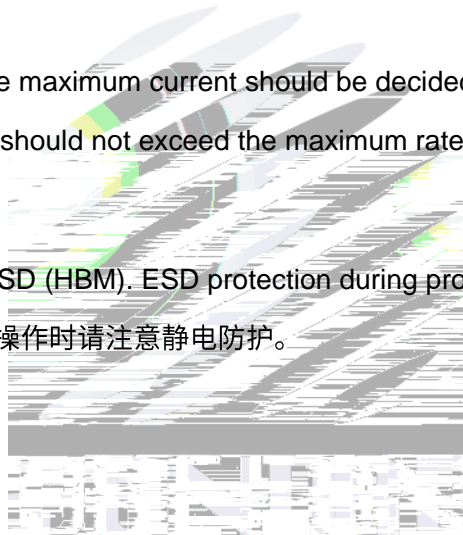 e maximum current should be decided
should not exceed the maximum rate
SD (HBM). ESD protection during pro
操作时请注意静电防护。